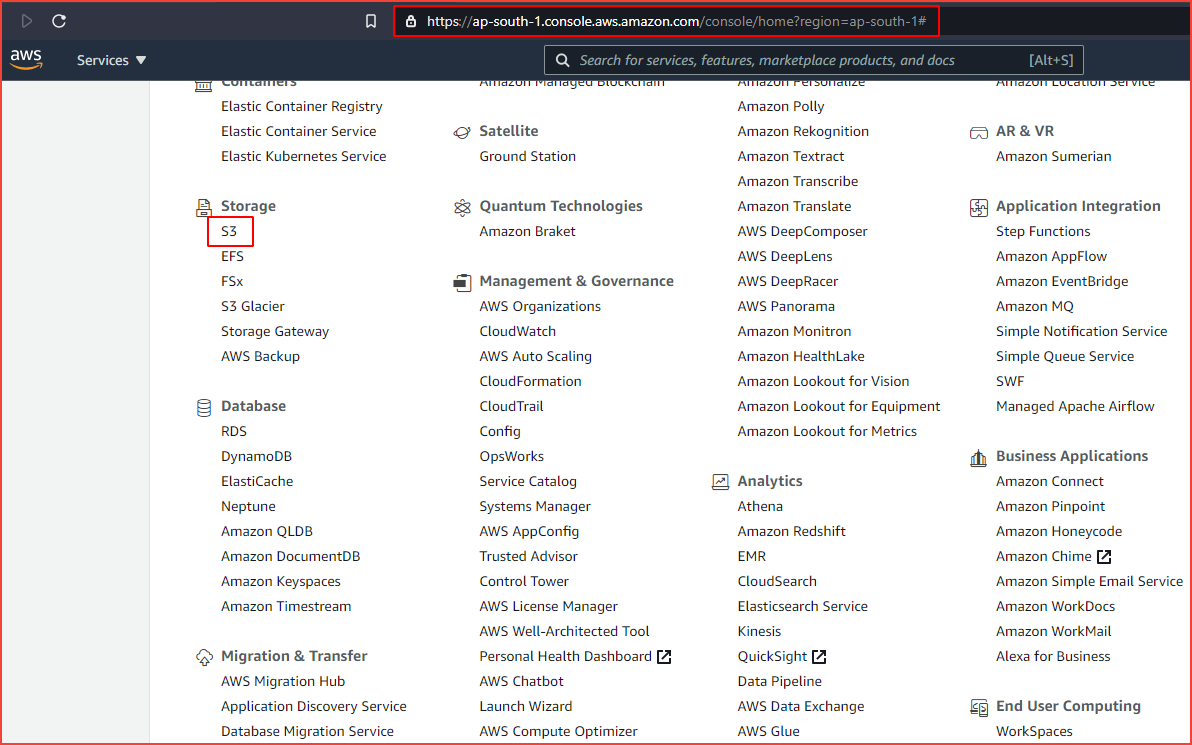 https://ap-south-1.console.aws.amazon.com/console/home?region=ap-south-1#
aws
Services
Search for services, features, marketplace products, and docs
[Alt+S]
Containers
Elastic Container Registry
Elastic Container Service
Elastic Kubernetes Service
Storage
S3
EFS
FSx
S3 Glacier
Storage Gateway
AWS Backup
Database
RDS
DynamoDB
ElastiCache
Neptune
Amazon QLDB
Amazon DocumentDB
Amazon Keyspaces
Amazon Timestream
Migration & Transfer
AWS Migration Hub
Application Discovery Service
Database Migration Service
Amazon Managed Blockchain
Satellite
Ground Station
Quantum Technologies
Amazon Braket
Management & Governance
AWS Organizations
CloudWatch
AWS Auto Scaling
CloudFormation
CloudTrail
Config
OpsWorks
Service Catalog
Systems Manager
AWS AppConfig
Trusted Advisor
Control Tower
AWS License Manager
AWS Well-Architected Tool
Personal Health Dashboard
AWS Chatbot
Launch Wizard
AWS Compute Optimizer
Amazon Personalize
Amazon Polly
Amazon Rekognition
Amazon Textract
Amazon Transcribe
Amazon Translate
AWS DeepComposer
AWS DeepLens
AWS DeepRacer
AWS Panorama
Amazon Monitron
Amazon HealthLake
Amazon Lookout for Vision
Amazon Lookout for Equipment
Amazon Lookout for Metrics
Analytics
Athena
Amazon Redshift
EMR
CloudSearch
Elasticsearch Service
Kinesis
QuickSight
Data Pipeline
AWS Data Exchange
AWS Glue
Amazon Location Service
AR & VR
Amazon Sumerian
Application Integration
Step Functions
Amazon AppFlow
Amazon EventBridge
Amazon MQ
Simple Notification Service
Simple Queue Service
SWF
Managed Apache Airflow
Business Applications
Amazon Connect
Amazon Pinpoint
Amazon Honeycode
Amazon Chime
Amazon Simple Email Service
Amazon WorkDocs
Amazon WorkMail
Alexa for Business
End User Computing
WorkSpaces